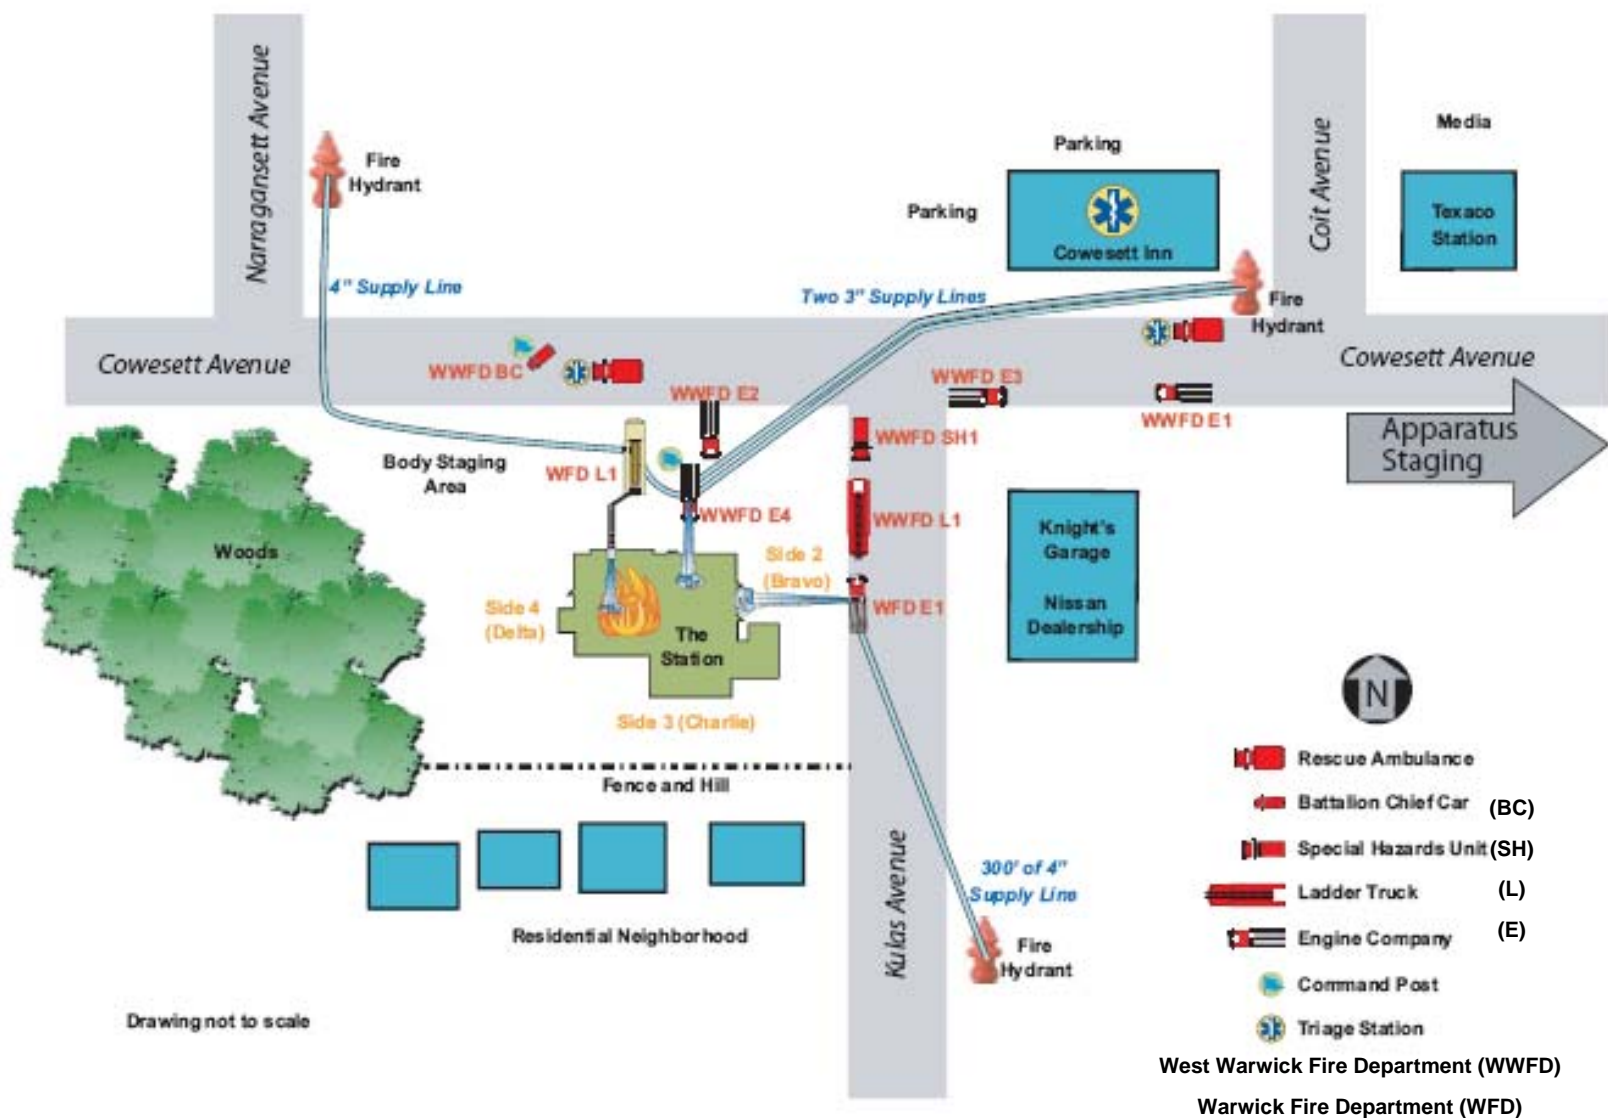 Narragansett Avenue
Fire
Hydrant
4" Supply Line
Cowesett Avenue
WWFD BC
WWFD E2
Parking
Parking
Cowesett Inn
Coit Avenue
Media
Texaco
Station
Two 3" Supply Lines
Fire
Hydrant
Cowesett Avenue
WWFD E3
WWFD E1
Apparatus
Staging
Body Staging
Area
WFD L1
WWFD E4
WWFD SH1
WWFD L1
WFD E1
Woods
Side 4
(Delta)
Side 2
(Bravo)
The
Station
Side 3 (Charlie)
Knight's
Garage
Nissan
Dealership
Fence and Hill
Residential Neighborhood
Kulas Avenue
300' of 4"
Supply Line
Fire
Hydrant
Drawing not to scale
N
Rescue Ambulance
Battalion Chief Car (BC)
Special Hazards Unit (SH)
Ladder Truck (L)
Engine Company (E)
Command Post
Triage Station
West Warwick Fire Department (WWFD)
Warwick Fire Department (WFD)